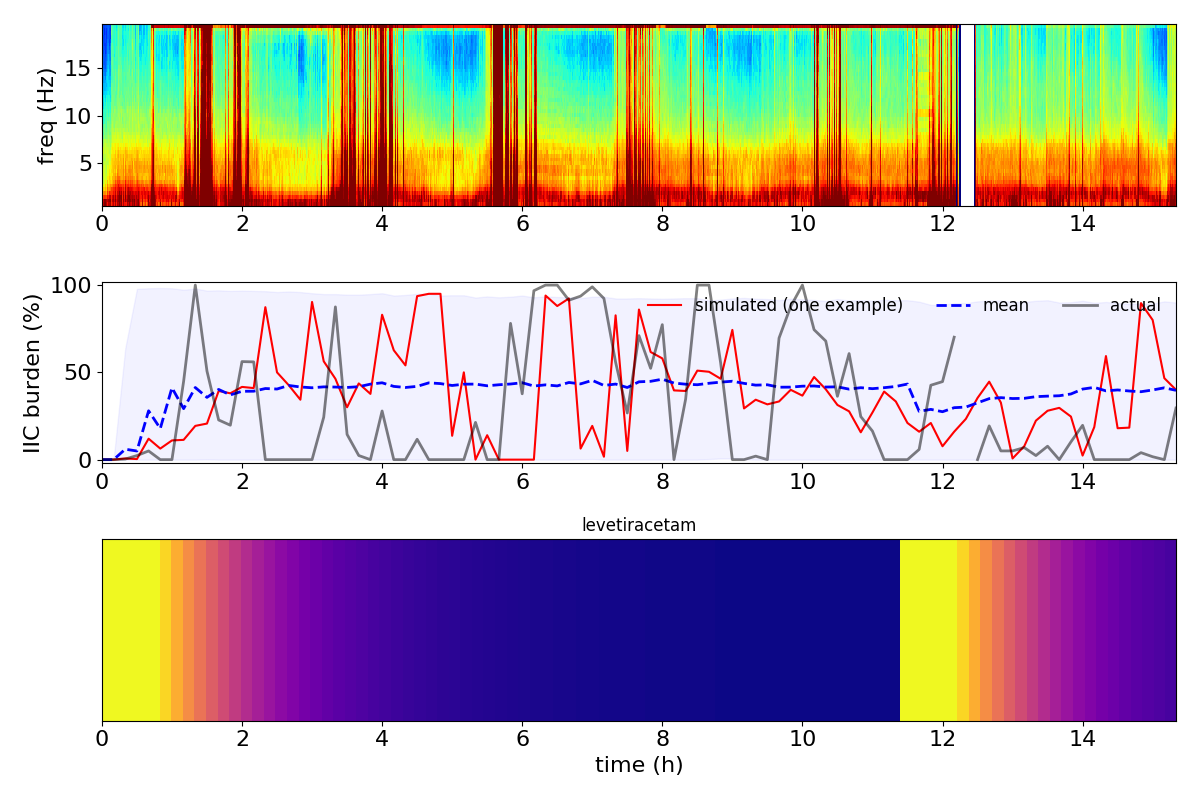 freq (Hz)
15
10
5
0 2 4 6 8 10 12 14
IIC burden (%)
100
50
0
simulated (one example) mean actual
0 2 4 6 8 10 12 14
levetiracetam
0 2 4 6 8 10 12 14
time (h)